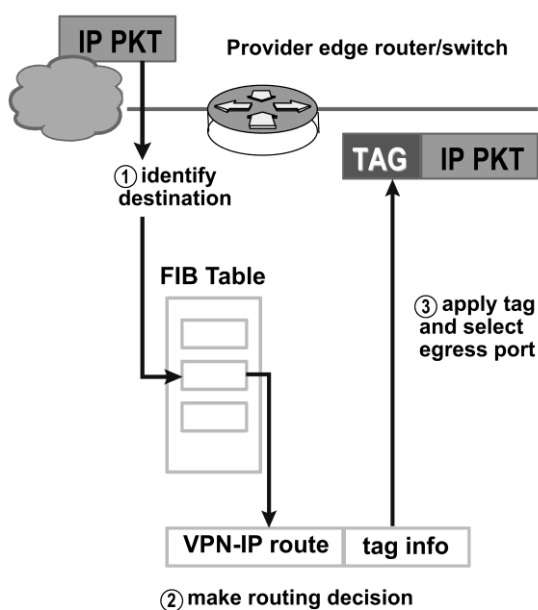 IP PKT
Provider edge router/switch
TAG IP PKT
① identify
destination
FIB Table
③ apply tag
and select
egress port
VPN-IP route tag info
② make routing decision